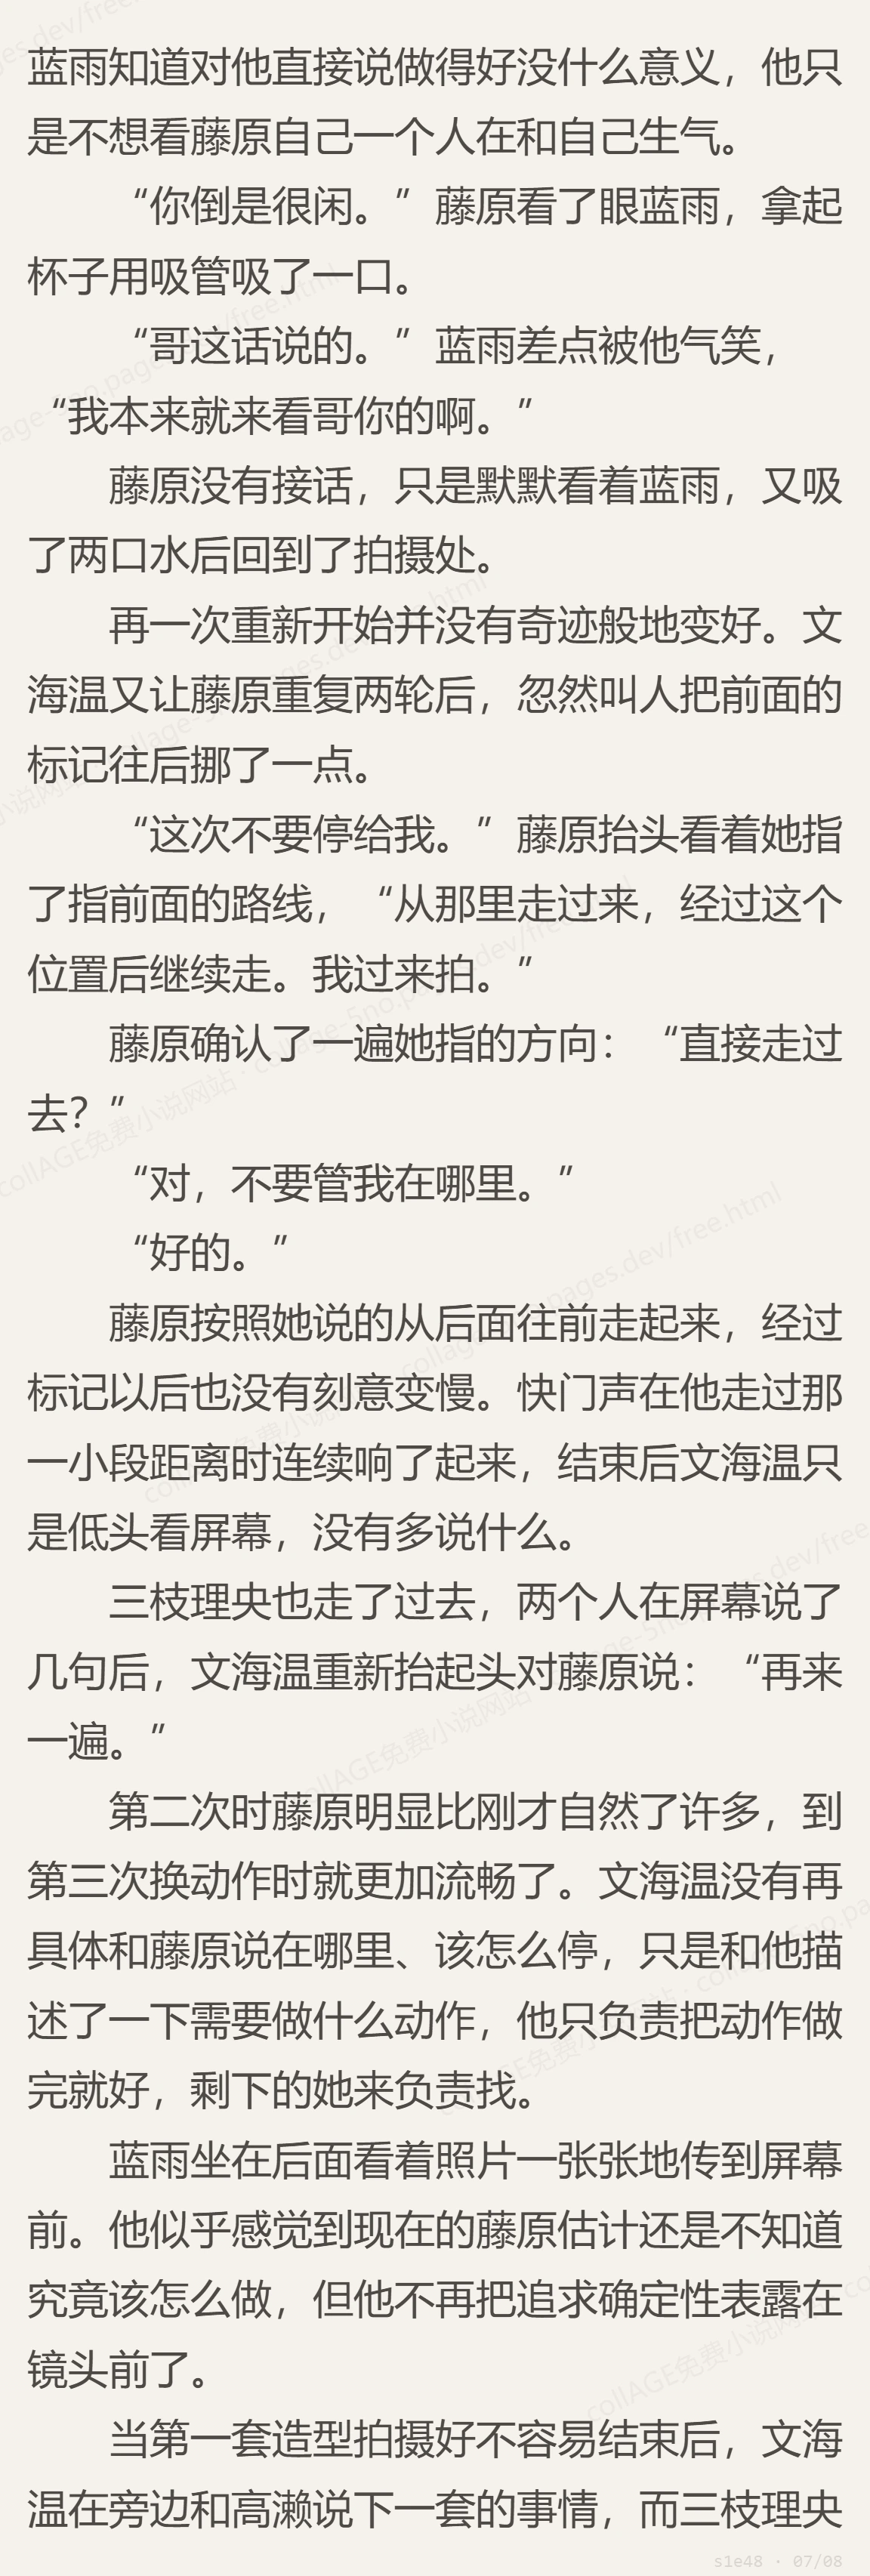 蓝雨知道对他直接说做得好没什么意义，他只
是不想看藤原自己一个人在和自己生气。
“你倒是很闲。”藤原看了眼蓝雨，拿起
杯子用吸管吸了一口。
“哥这话说的。”蓝雨差点被他气笑，
“我本来就来看哥你的啊。”
藤原没有接话，只是默默看着蓝雨，又吸
了两口水后回到了拍摄处。
再一次重新开始并没有奇迹般地变好。文
海温又让藤原重复两轮后，忽然叫人把前面的
标记往后挪了一点。
“这次不要停给我。”藤原抬头看着她指
了指前面的路线，“从那里走过来，经过这个
位置后继续走。我过来拍。”
藤原确认了一遍她指的方向：“直接走过
去？”
“对，不要管我在哪里。”
“好的。”
藤原按照她说的从后面往前走起来，经过
标记以后也没有刻意变慢。快门声在他走过那
一小段距离时连续响了起来，结束后文海温只
是低头看屏幕，没有多说什么。
三枝理央也走了过去，两个人在屏幕说了
几句后，文海温重新抬起头对藤原说：“再来
一遍。”
第二次时藤原明显比刚才自然了许多，到
第三次换动作时就更加流畅了。文海温没有再
具体和藤原说在哪里、该怎么停，只是和他描
述了一下需要做什么动作，他只负责把动作做
完就好，剩下的她来负责找。
蓝雨坐在后面看着照片一张张地传到屏幕
前。他似乎感觉到现在的藤原估计还是不知道
究竟该怎么做，但他不再把追求确定性表露在
镜头前了。
当第一套造型拍摄好不容易结束后，文海
温在旁边和高濑说下一套的事情，而三枝理央
s1e48 · 07/08